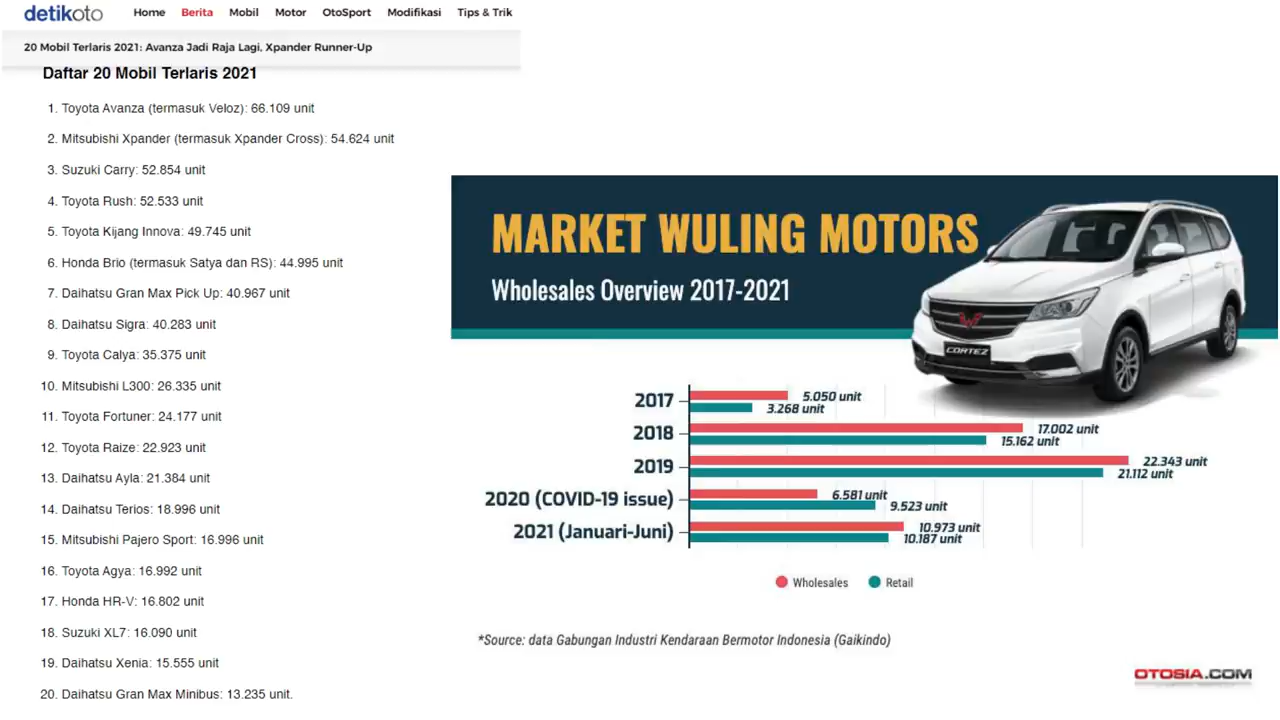 detikoto
Home Berita Mobil Motor OtoSport Modifikasi Tips & Trik
20 Mobil Terlaris 2021: Avanza Jadi Raja Lagi, Xpander Runner-Up
Daftar 20 Mobil Terlaris 2021
1. Toyota Avanza (termasuk Veloz): 66.109 unit
2. Mitsubishi Xpander (termasuk Xpander Cross): 54.624 unit
3. Suzuki Carry: 52.854 unit
4. Toyota Rush: 52.533 unit
5. Toyota Kijang Innova: 49.745 unit
6. Honda Brio (termasuk Satya dan RS): 44.995 unit
7. Daihatsu Gran Max Pick Up: 40.967 unit
8. Daihatsu Sigra: 40.283 unit
9. Toyota Calya: 35.375 unit
10. Mitsubishi L300: 26.335 unit
11. Toyota Fortuner: 24.177 unit
12. Toyota Raize: 22.923 unit
13. Daihatsu Ayla: 21.384 unit
14. Daihatsu Terios: 18.996 unit
15. Mitsubishi Pajero Sport: 16.996 unit
16. Toyota Agya: 16.992 unit
17. Honda HR-V: 16.802 unit
18. Suzuki XL7: 16.090 unit
19. Daihatsu Xenia: 15.555 unit
20. Daihatsu Gran Max Minibus: 13.235 unit.
MARKET WULING MOTORS
Wholesales Overview 2017-2021
CORTEZ
2017 5.050 unit
3.268 unit
2018 17.002 unit
15.162 unit
2019 22.343 unit
21.112 unit
2020 (COVID-19 issue) 6.581 unit
9.523 unit
2021 (Januari-Juni) 10.973 unit
10.187 unit
Wholesales Retail
*Source: data Gabungan Industri Kendaraan Bermotor Indonesia (Gaikindo)
OTOSIA.COM